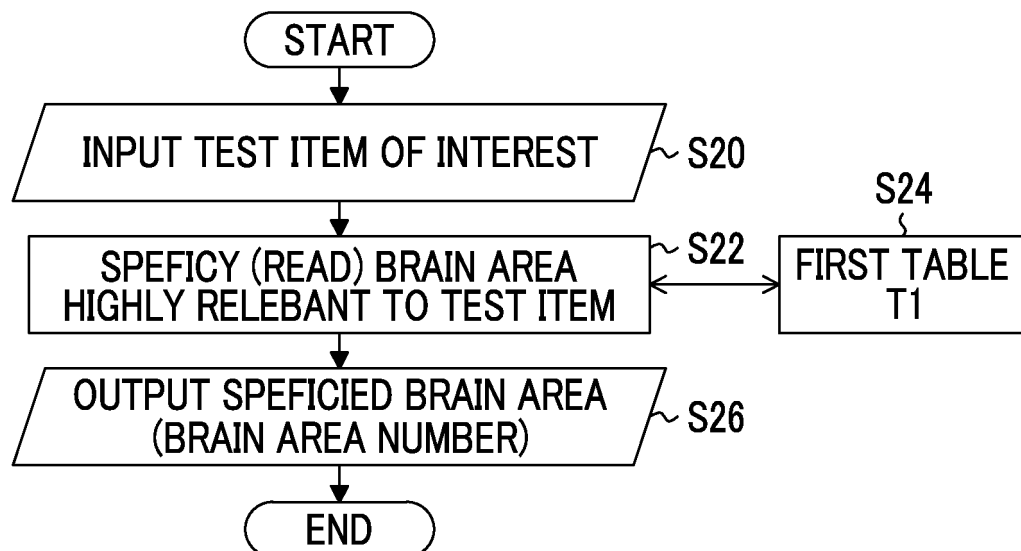 START
INPUT TEST ITEM OF INTEREST
S20
S24
SPEFICY (READ) BRAIN AREA
HIGHLY RELEBANT TO TEST ITEM
S22
FIRST TABLE
T1
OUTPUT SPEFICIED BRAIN AREA
(BRAIN AREA NUMBER)
S26
END